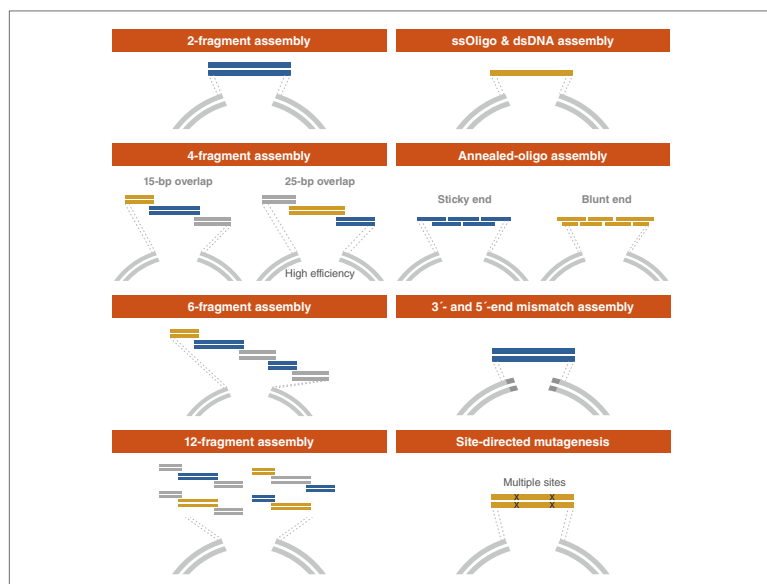 2-fragment assembly
ssOligo & dsDNA assembly
4-fragment assembly
15-bp overlap
25-bp overlap
High efficiency
Annealed-oligo assembly
Sticky end
Blunt end
6-fragment assembly
3´- and 5´-end mismatch assembly
12-fragment assembly
Site-directed mutagenesis
Multiple sites
x x
x x